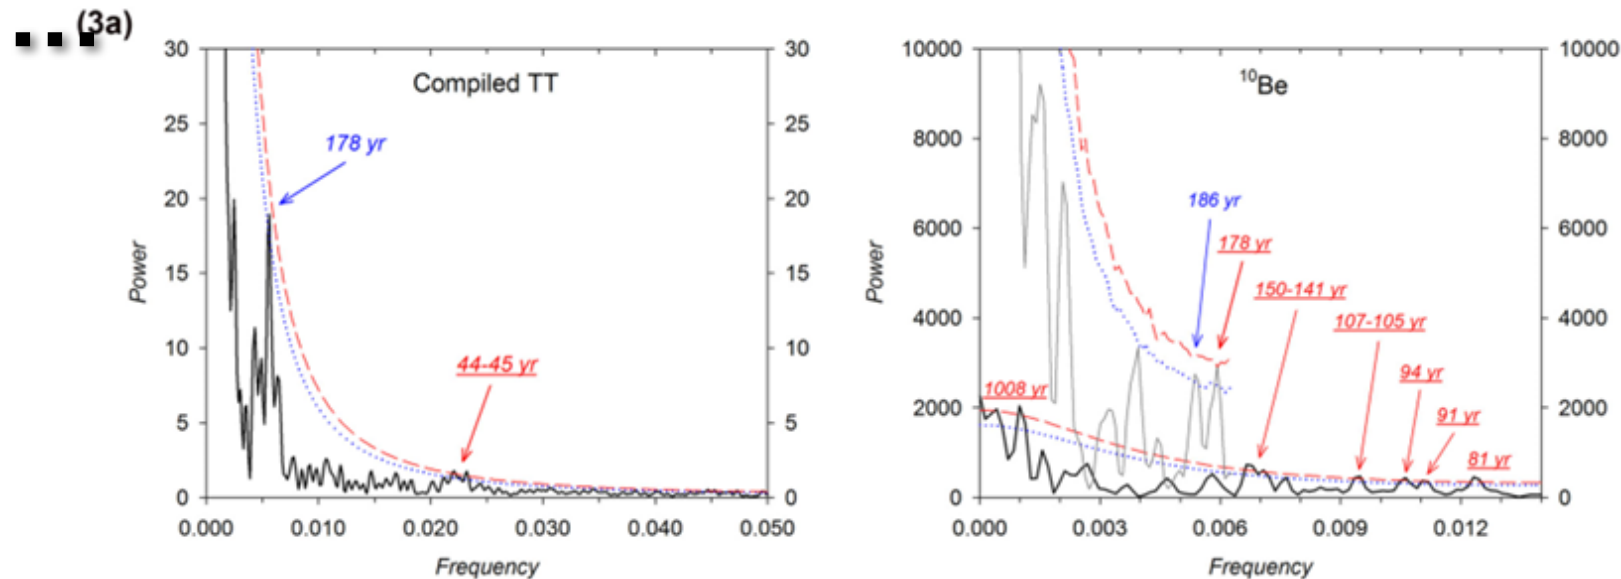 (3a)
Compiled TT
30
25
20
15
10
5
0
30
25
20
15
10
5
0
Power
178 yr
44-45 yr
0.000 0.010 0.020 0.030 0.040 0.050
Frequency
10Be
10000
8000
6000
4000
2000
0
10000
8000
6000
4000
2000
0
Power
186 yr
178 yr
150-141 yr
107-105 yr
94 yr
91 yr
81 yr
1008 yr
0.000 0.003 0.006 0.009 0.012
Frequency